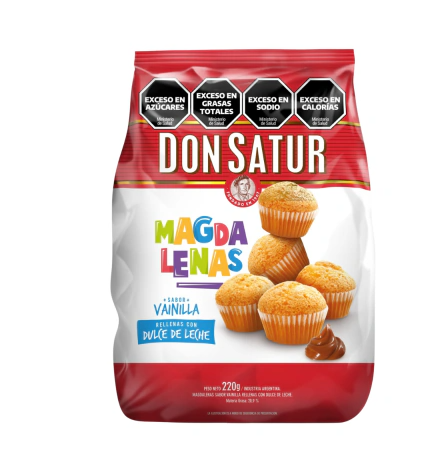 EXCESO EN AZÚCARES
Ministerio de Salud
EXCESO EN GRASAS TOTALES
Ministerio de Salud
EXCESO EN SODIO
Ministerio de Salud
EXCESO EN CALORÍAS
Ministerio de Salud
DON SATUR
MAGDA
LENAS
SABOR
VAINILLA
RELLENAS CON
DULCE DE LECHE
PESO NETO 220g / INDUSTRIA ARGENTINA
MAGDALENAS SABOR VAINILLA RELLENAS CON DULCE DE LECHE.